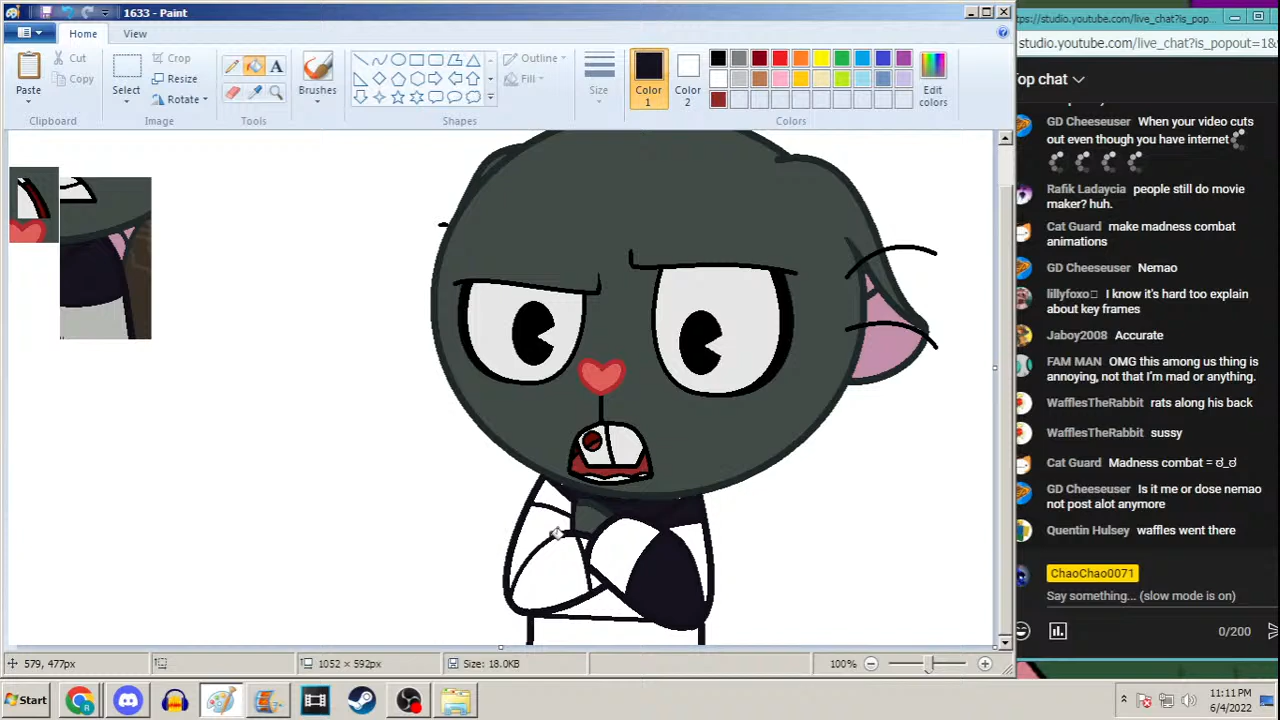 1633 - Paint
https://studio.youtube.com/live_chat?is_pop...
studio.youtube.com/live_chat?is_popout=1&
Home
View
Paste
Cut
Copy
Clipboard
Select
Crop
Resize
Rotate
Image
Tools
Brushes
Outline
Fill
Shapes
Size
Color
1
Color
2
Edit
colors
Colors
Top chat
GD Cheeseuser When your video cuts
out even though you have internet
Rafik Ladaycia people still do movie
maker? huh.
Cat Guard make madness combat
animations
GD Cheeseuser Nemao
lillyfoxo I know it's hard too explain
about key frames
Jaboy2008 Accurate
FAM MAN OMG this among us thing is
annoying, not that I'm mad or anything.
WafflesTheRabbit rats along his back
WafflesTheRabbit sussy
Cat Guard Madness combat = ಠ_ಠ
GD Cheeseuser Is it me or dose nemao
not post alot anymore
Quentin Hulsey waffles went there
ChaoChao0071
Say something... (slow mode is on)
0/200
579, 477px
1052 × 592px
Size: 18.0KB
100%
Start
11:11 PM
6/4/2022